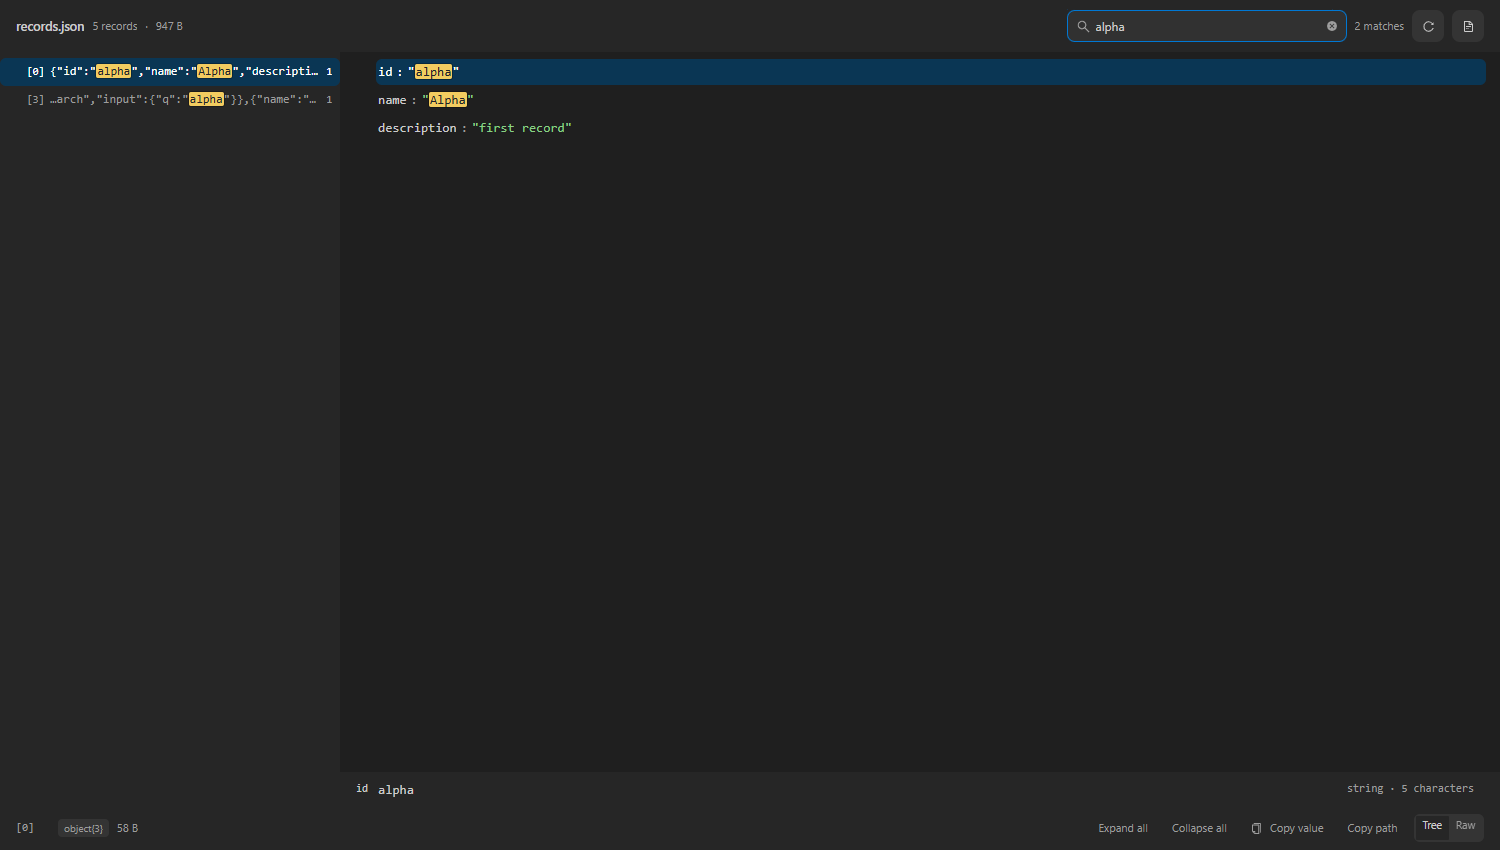 records.json 5 records · 947 B
alpha
2 matches
[0] {"id":"alpha","name":"Alpha","descripti… 1
[3] …arch","input":{"q":"alpha"}},{"name":"… 1
id : "alpha"
name : "Alpha"
description : "first record"
id alpha
string · 5 characters
[0] object{3} 58 B
Expand all Collapse all Copy value Copy path Tree Raw